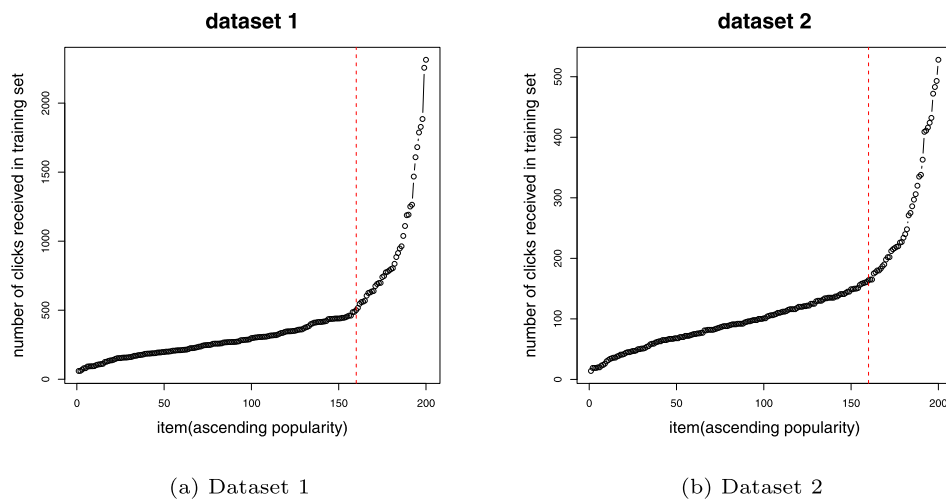 dataset 1
number of clicks received in training set
0
500
1000
1500
2000
0
50
100
150
200
item(ascending popularity)
(a) Dataset 1
dataset 2
number of clicks received in training set
0
100
200
300
400
500
0
50
100
150
200
item(ascending popularity)
(b) Dataset 2